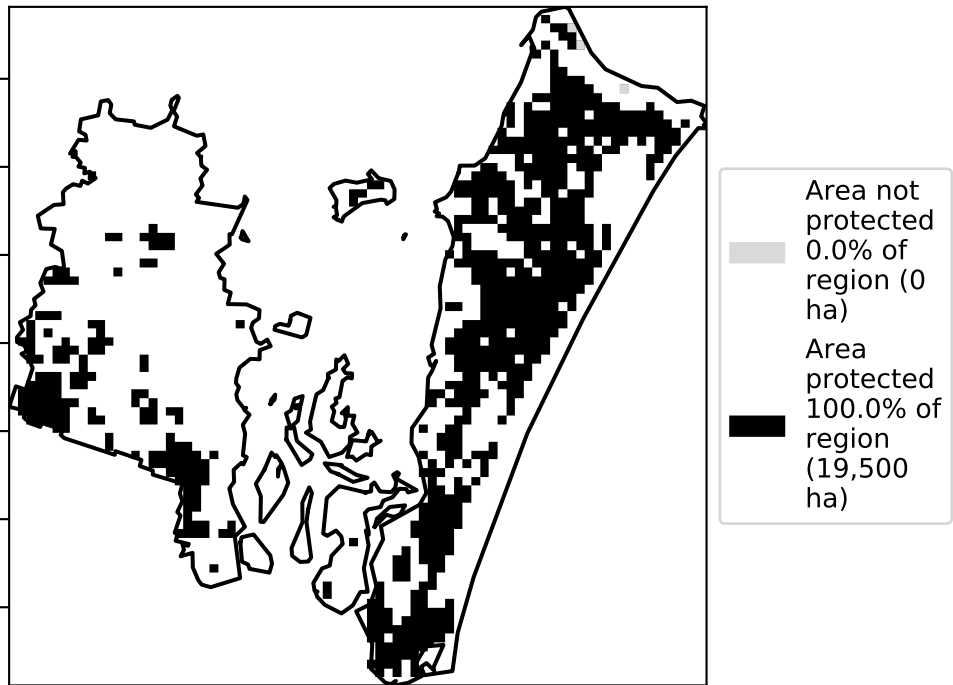 Area not
protected
0.0% of
region (0
ha)
Area
protected
100.0% of
region
(19,500
ha)